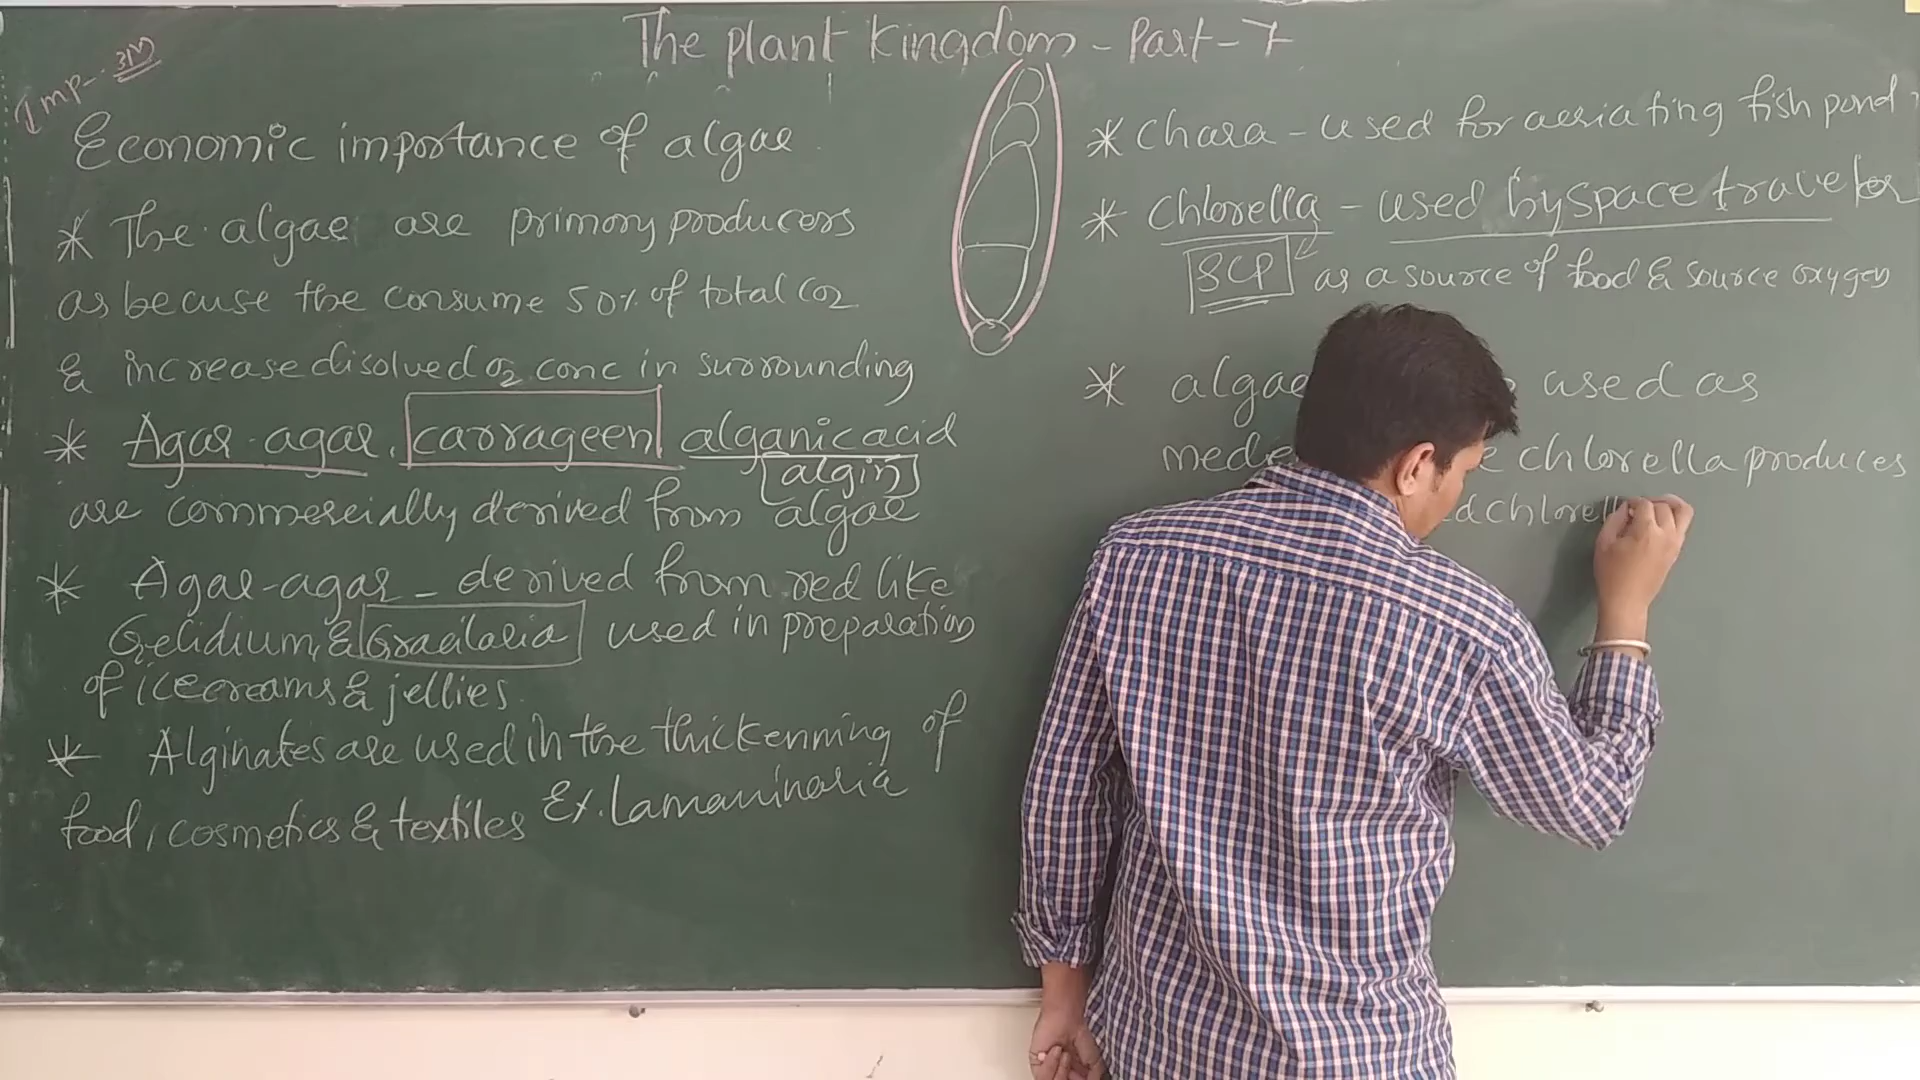 The plant Kingdom - Part-7
Imp-3M
Economic importance of algae
* The algae are primary producers
as becuse the consume 50% of total CO2
& increase disolved O2 conc in surrounding
* Agar-agar, carrageen alganic acid
algin
are commercially derived from algae
* Agar-agar - derived from red like
Gelidium, & Gracilaria used in preparation
of icecreams & jellies
* Alginates are used in the thickenning of
food, cosmetics & textiles Ex. Lamaninaria
* Chara - used for aeriating fish pond
* Chlorella - used by space traveler
SCP as a source of food & source oxygen
* algae used as
chlorella produces